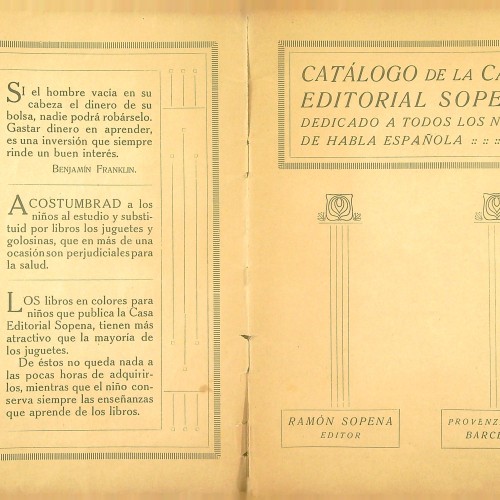 SI el hombre vacía en su
cabeza el dinero de su
bolsa, nadie podrá robárselo.
Gastar dinero en aprender,
es una inversión que siempre
rinde un buen interés.
BENJAMÍN FRANKLIN.
ACOSTUMBRAD a los
niños al estudio y substi-
tuid por libros los juguetes y
golosinas, que en más de una
ocasión son perjudiciales para
la salud.
LOS libros en colores para
niños que publica la Casa
Editorial Sopena, tienen más
atractivo que la mayoría de
los juguetes.
De éstos no queda nada a
las pocas horas de adquirir-
los, mientras que el niño con-
serva siempre las enseñanzas
que aprende de los libros.
CATÁLOGO DE LA CA
EDITORIAL SOPE
DEDICADO A TODOS LOS N
DE HABLA ESPAÑOLA :: :: :
RAMÓN SOPENA
EDITOR
PROVENZ
BARCE